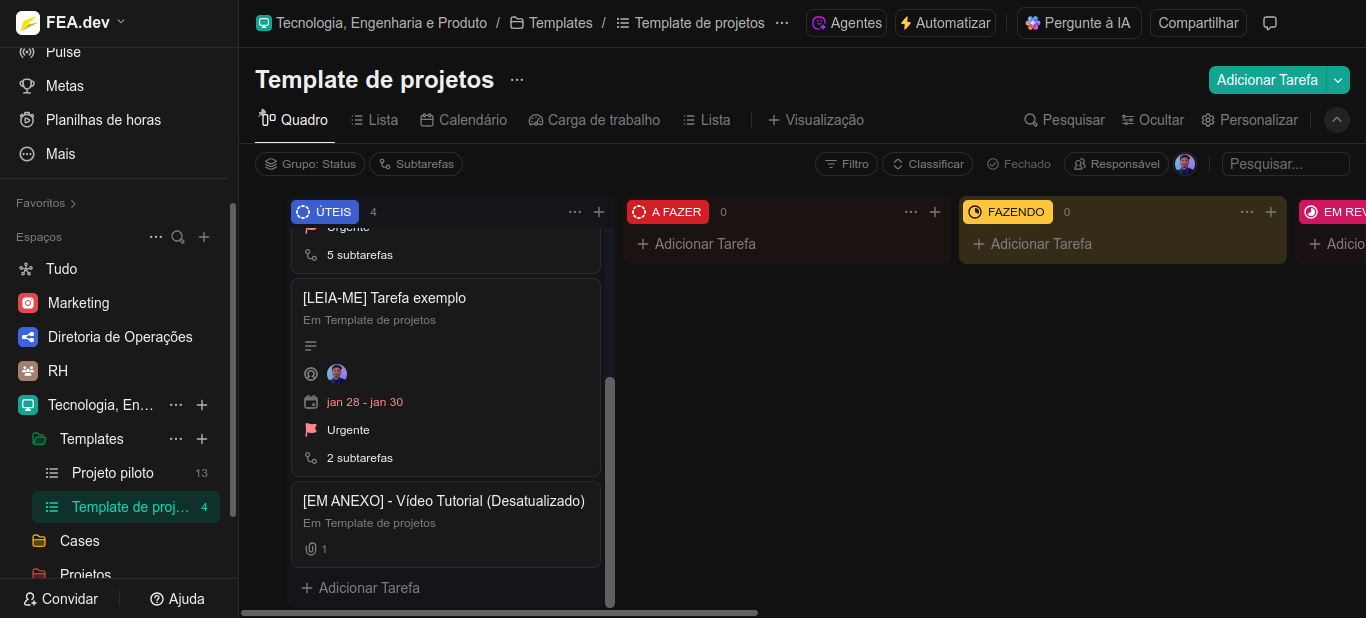 FEA.dev
Pulse
Metas
Planilhas de horas
Mais
Favoritos
Espaços
Tudo
Marketing
Diretoria de Operações
RH
Tecnologia, En...
Templates
Projeto piloto 13
Template de proj... 4
Cases
Projetos
Convidar
Ajuda
Tecnologia, Engenharia e Produto / Templates / Template de projetos
Agentes
Automatizar
Pergunte à IA
Compartilhar
Template de projetos
Adicionar Tarefa
Quadro
Lista
Calendário
Carga de trabalho
Lista
Visualização
Pesquisar
Ocultar
Personalizar
Grupo: Status
Subtarefas
Filtro
Classificar
Fechado
Responsável
Pesquisar...
ÚTEIS 4
Urgente
5 subtarefas
[LEIA-ME] Tarefa exemplo
Em Template de projetos
jan 28 - jan 30
Urgente
2 subtarefas
[EM ANEXO] - Vídeo Tutorial (Desatualizado)
Em Template de projetos
1
Adicionar Tarefa
A FAZER 0
Adicionar Tarefa
FAZENDO 0
Adicionar Tarefa
EM REV
Adicio